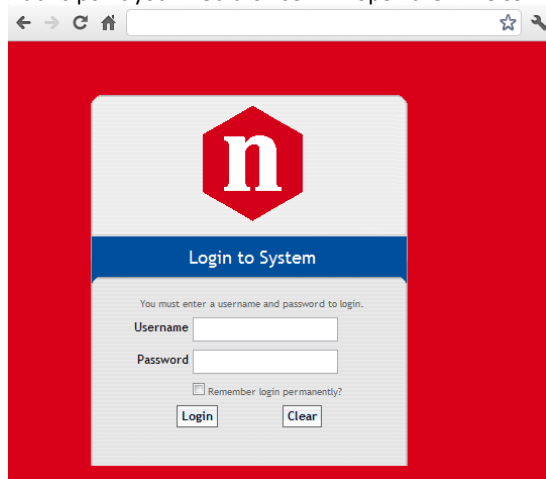 n
Login to System
You must enter a username and password to login.
Username
Password
Remember login permanently?
Login Clear